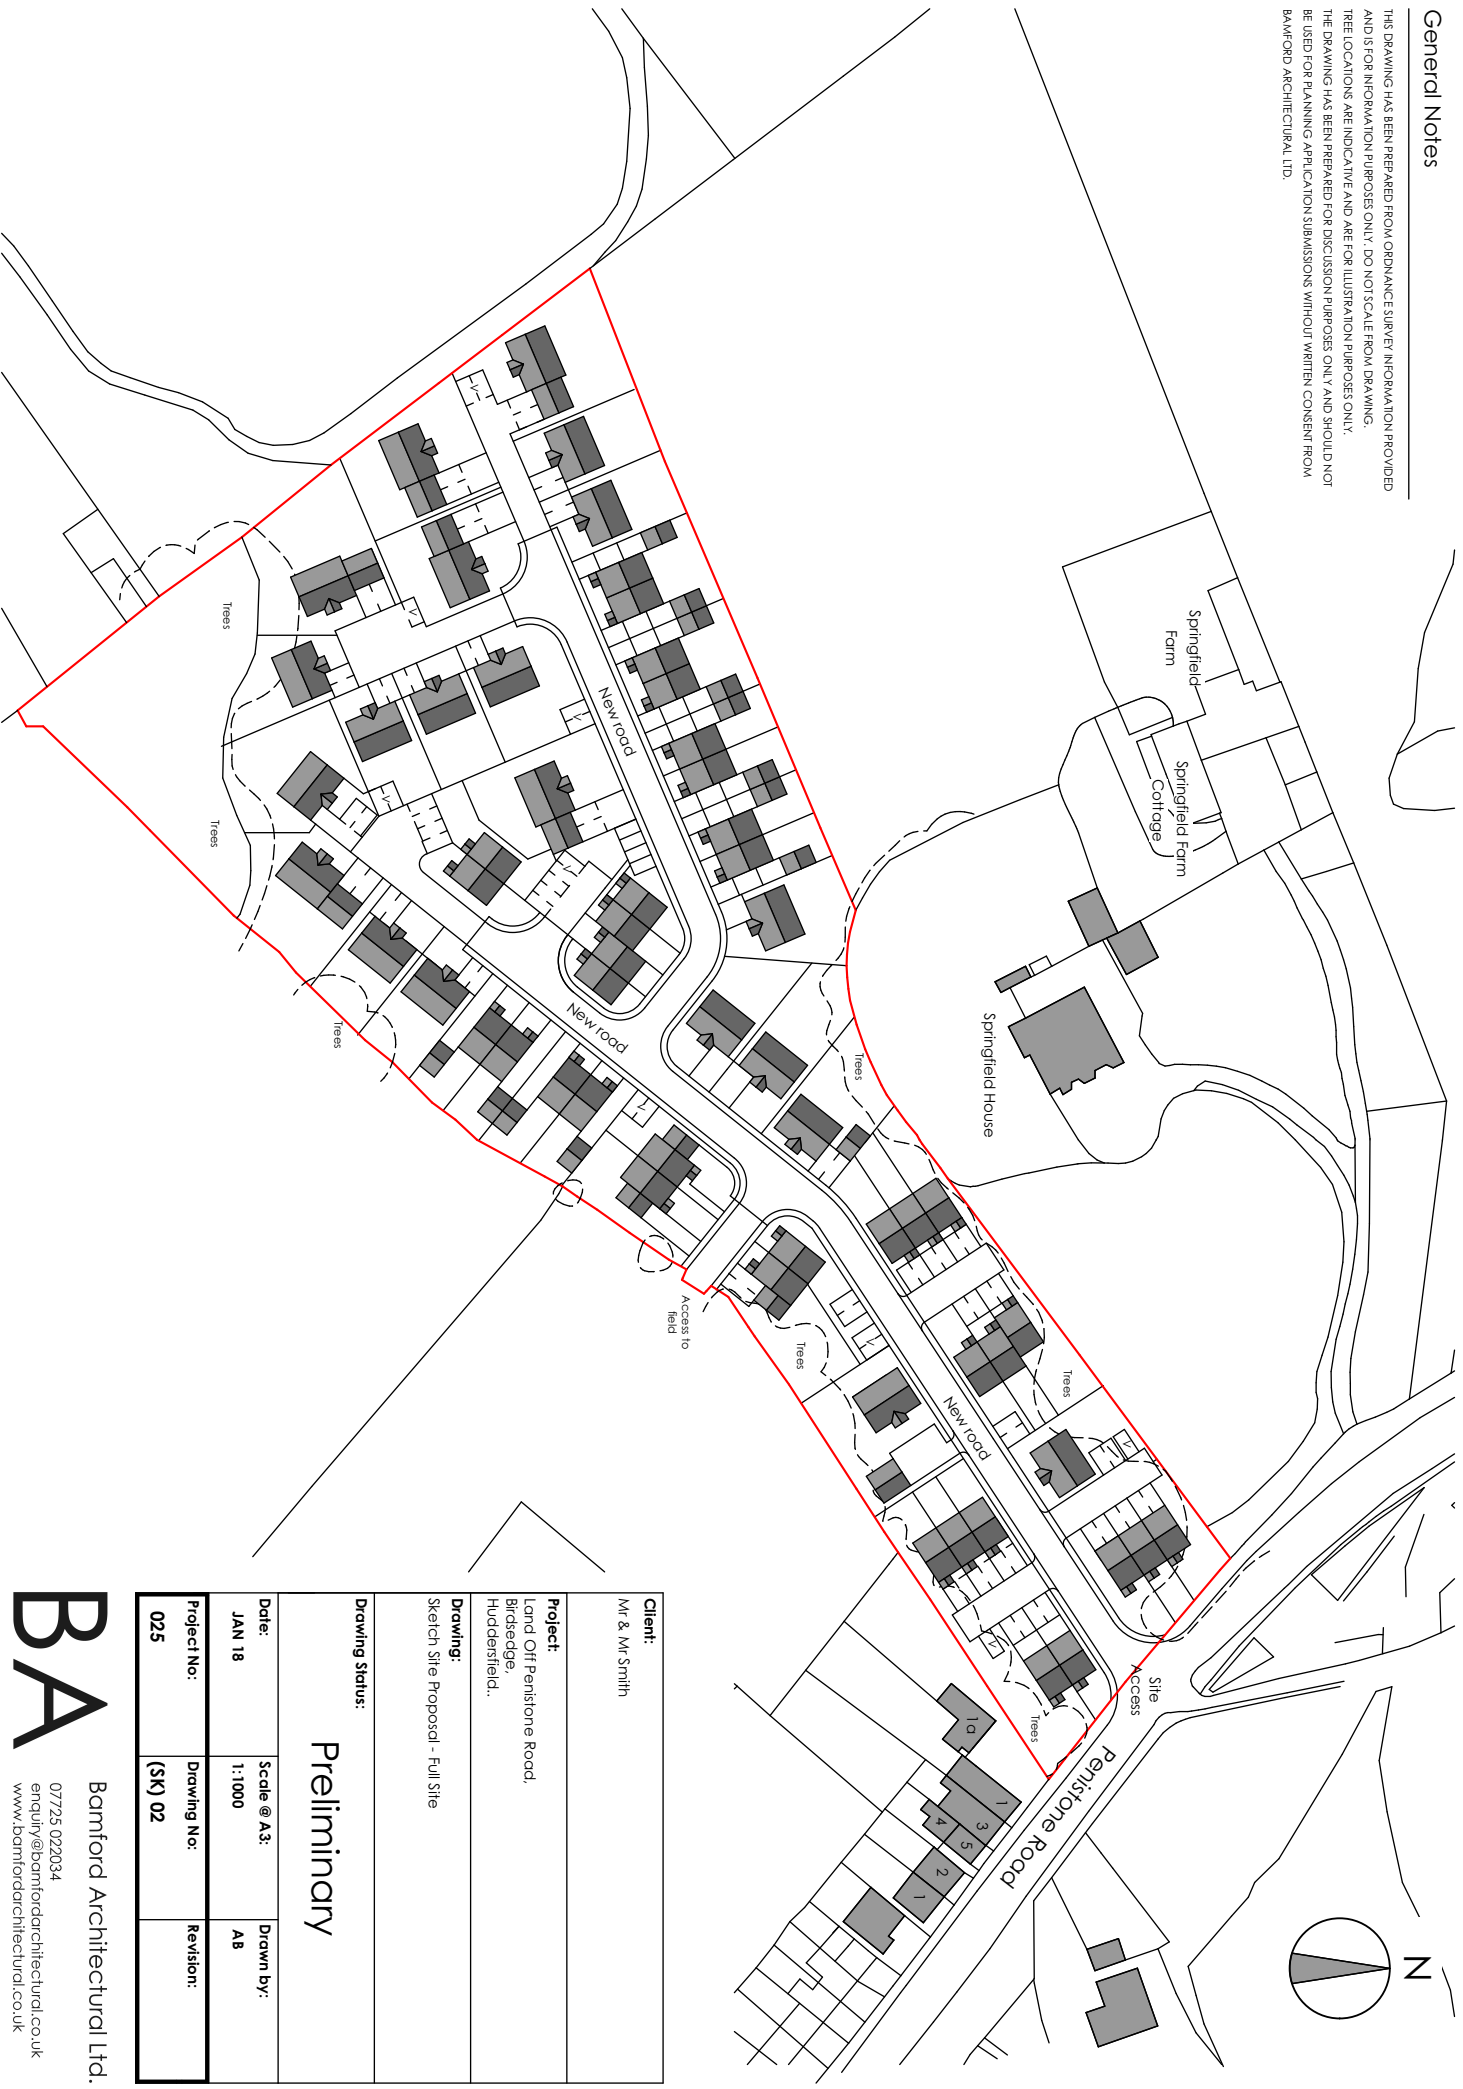 General Notes
THIS DRAWING HAS BEEN PREPARED FROM ORDNANCE SURVEY INFORMATION PROVIDED
AND IS FOR INFORMATION PURPOSES ONLY. DO NOT SCALE FROM DRAWING.
TREE LOCATIONS ARE INDICATIVE AND ARE FOR ILLUSTRATION PURPOSES ONLY.
THE DRAWING HAS BEEN PREPARED FOR DISCUSSION PURPOSES ONLY AND SHOULD NOT
BE USED FOR PLANNING APPLICATION SUBMISSIONS WITHOUT WRITTEN CONSENT FROM
BAMFORD ARCHITECTURAL LTD.
Springfield
Farm
Springfield Farm
Cottage
Springfield House
Trees
Trees
Trees
Trees
Trees
Trees
Trees
New road
New road
New road
Access to
field
Site
Access
Penistone Road
1a
1
3
4
5
2
1
V
V
V
V
V
V
V
V
V
V
N
Client:
Mr & Mr Smith
Project:
Land Off Penistone Road,
Birdsedge,
Huddersfield..
Drawing:
Sketch Site Proposal - Full Site
Drawing Status:
Preliminary
Date:
JAN 18
Scale @ A3:
1:1000
Drawn by:
AB
Project No:
025
Drawing No:
(SK) 02
Revision:
BA
Bamford Architectural Ltd.
07725 022034
enquiry@bamfordarchitectural.co.uk
www.bamfordarchitectural.co.uk